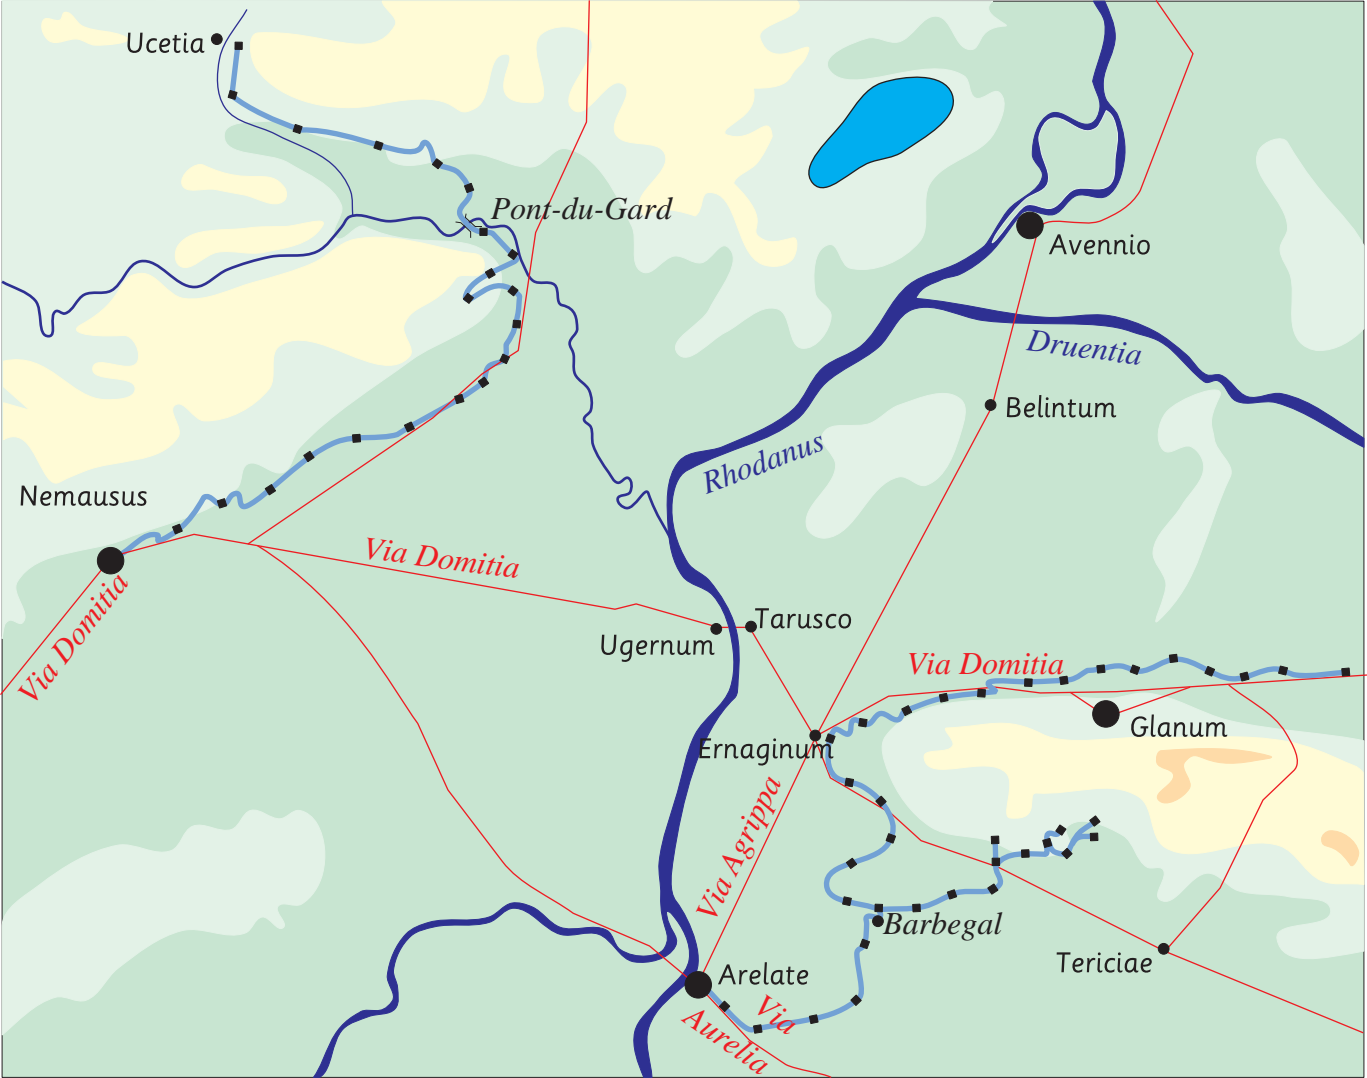 Ucetia
Pont-du-Gard
Avennio
Druentia
Belintum
Rhodanus
Nemausus
Via Domitia
Via Domitia
Tarusco
Ugernum
Via Domitia
Glanum
Ernaginum
Via Agrippa
Barbegal
Tericiae
Arelate
Via
Aurelia